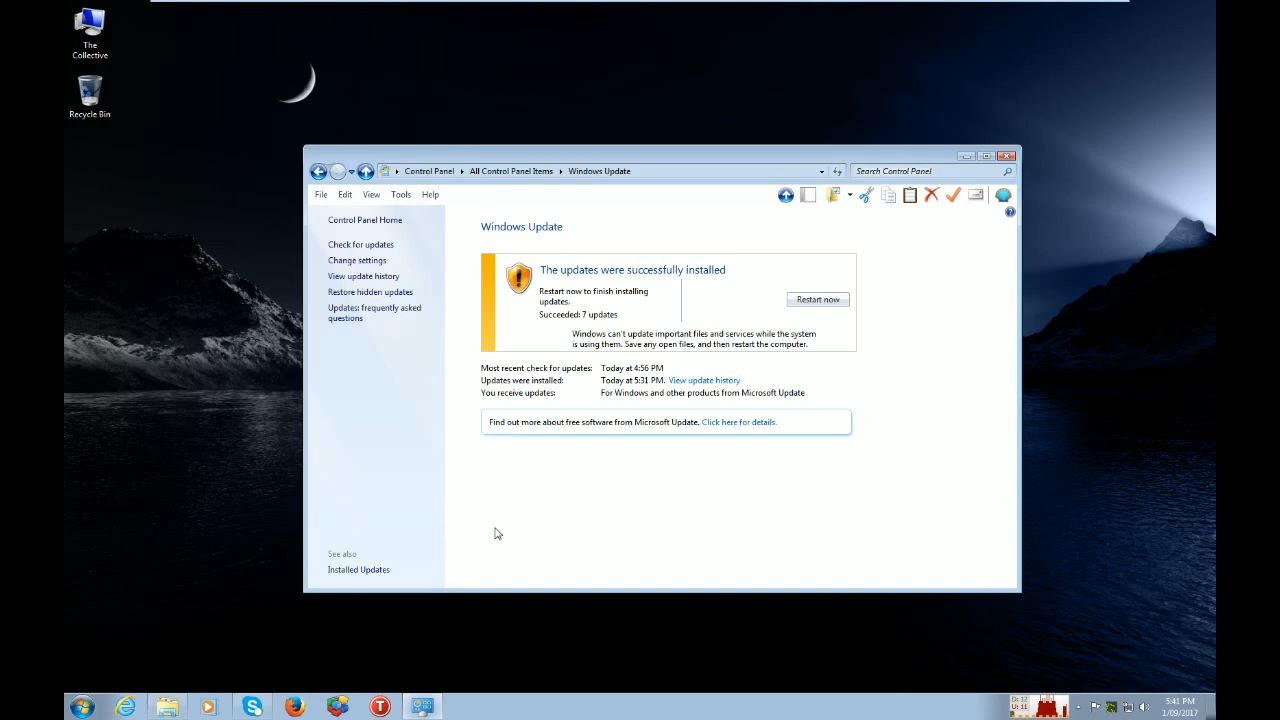 The
Collective
Recycle Bin
Control Panel
All Control Panel Items
Windows Update
Search Control Panel
File
Edit
View
Tools
Help
Control Panel Home
Check for updates
Change settings
View update history
Restore hidden updates
Updates: frequently asked
questions
See also
Installed Updates
Windows Update
The updates were successfully installed
Restart now to finish installing
updates.
Succeeded: 7 updates
Restart now
Windows can't update important files and services while the system
is using them. Save any open files, and then restart the computer.
Most recent check for updates: Today at 4:56 PM
Updates were installed: Today at 5:31 PM. View update history
You receive updates: For Windows and other products from Microsoft Update
Find out more about free software from Microsoft Update. Click here for details.
T
5:41 PM
1/09/2017